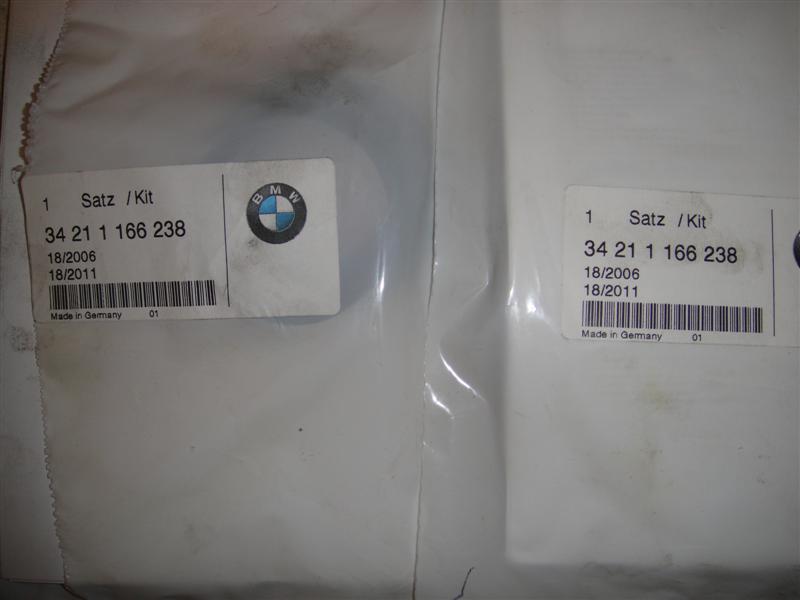 1 Satz / Kit
34 21 1 166 238
18/2006
18/2011
Made in Germany 01
BMW
1 Satz / Kit
34 21 1 166 238
18/2006
18/2011
Made in Germany 01